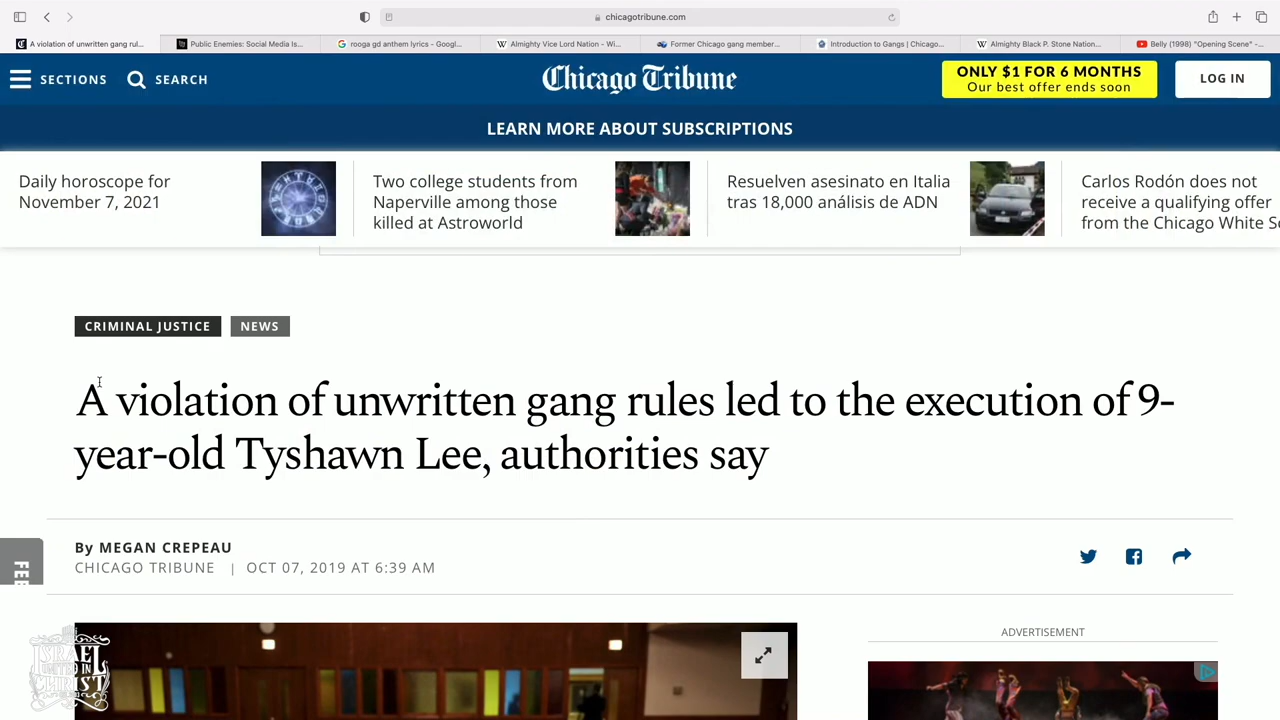 chicagotribune.com
A violation of unwritten gang rul...
Public Enemies: Social Media Is...
rooga gd anthem lyrics - Googl...
Almighty Vice Lord Nation - Wi...
Former Chicago gang member...
Introduction to Gangs | Chicago...
Almighty Black P. Stone Nation...
Belly (1998) "Opening Scene" -...
SECTIONS
SEARCH
Chicago Tribune
ONLY $1 FOR 6 MONTHS
Our best offer ends soon
LOG IN
LEARN MORE ABOUT SUBSCRIPTIONS
Daily horoscope for
November 7, 2021
Two college students from
Naperville among those
killed at Astroworld
Resuelven asesinato en Italia
tras 18,000 análisis de ADN
Carlos Rodón does not
receive a qualifying offer
from the Chicago White S
CRIMINAL JUSTICE
NEWS
A violation of unwritten gang rules led to the execution of 9-
year-old Tyshawn Lee, authorities say
By MEGAN CREPEAU
CHICAGO TRIBUNE | OCT 07, 2019 AT 6:39 AM
ADVERTISEMENT
ISRAEL
UNITED IN
CHRIST